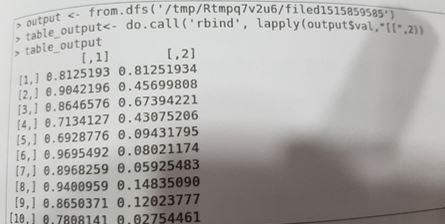 > output <- from.dfs('/tmp/Rtmpq7v2u6/filed1515859585')
> table_output<- do.call('rbind', lapply(output$val,"[[",2))
> table_output
[,1] [,2]
[1,] 0.8125193 0.81251934
[2,] 0.9042196 0.45699808
[3,] 0.8646576 0.67394221
[4,] 0.7134127 0.43075206
[5,] 0.6928776 0.09431795
[6,] 0.9695492 0.08021174
[7,] 0.8968259 0.05925483
[8,] 0.9400959 0.14835090
[9,] 0.8650371 0.12023777
[10,] 0.7808141 0.02754461